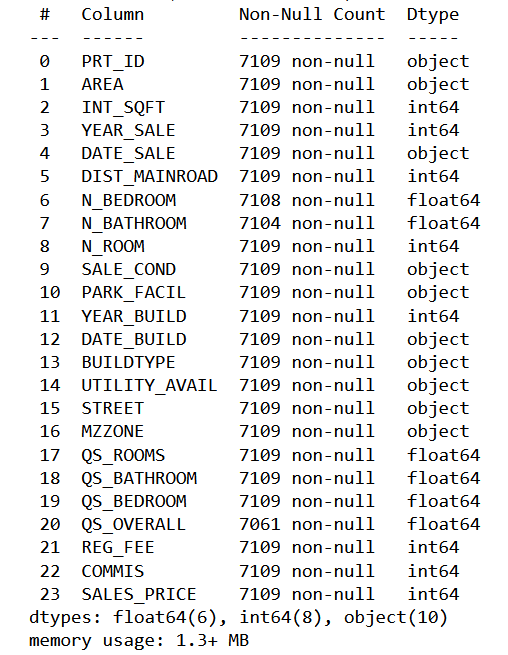 #   Column         Non-Null Count  Dtype
---  ------         --------------  -----
 0   PRT_ID         7109 non-null   object
 1   AREA           7109 non-null   object
 2   INT_SQFT       7109 non-null   int64
 3   YEAR_SALE      7109 non-null   int64
 4   DATE_SALE      7109 non-null   object
 5   DIST_MAINROAD  7109 non-null   int64
 6   N_BEDROOM      7108 non-null   float64
 7   N_BATHROOM     7104 non-null   float64
 8   N_ROOM         7109 non-null   int64
 9   SALE_COND      7109 non-null   object
 10  PARK_FACIL     7109 non-null   object
 11  YEAR_BUILD     7109 non-null   int64
 12  DATE_BUILD     7109 non-null   object
 13  BUILDTYPE      7109 non-null   object
 14  UTILITY_AVAIL  7109 non-null   object
 15  STREET         7109 non-null   object
 16  MZZONE         7109 non-null   object
 17  QS_ROOMS       7109 non-null   float64
 18  QS_BATHROOM    7109 non-null   float64
 19  QS_BEDROOM     7109 non-null   float64
 20  QS_OVERALL     7061 non-null   float64
 21  REG_FEE        7109 non-null   int64
 22  COMMIS         7109 non-null   int64
 23  SALES_PRICE    7109 non-null   int64
dtypes: float64(6), int64(8), object(10)
memory usage: 1.3+ MB